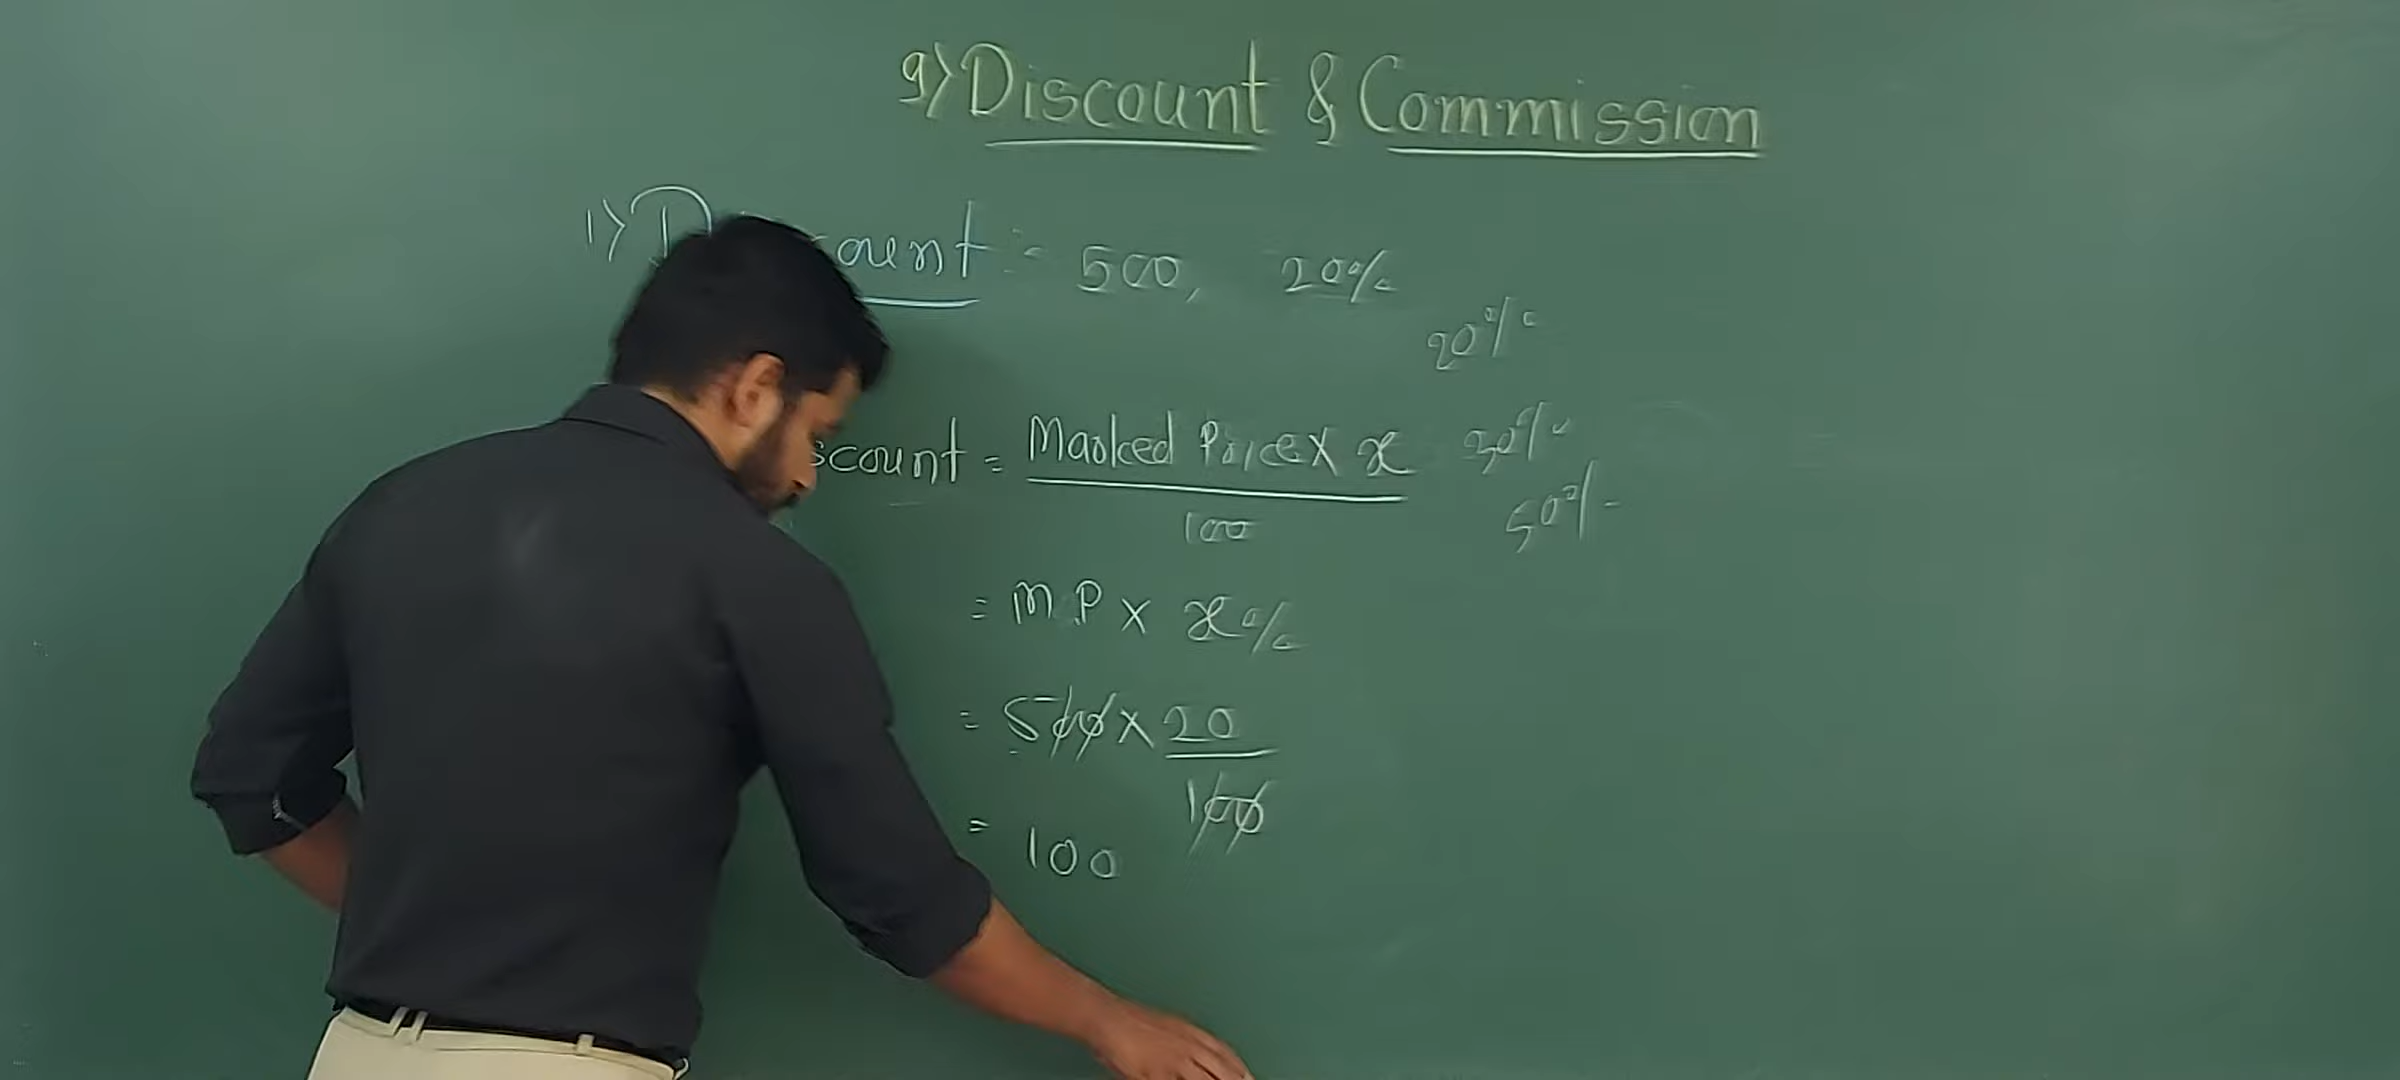 9) Discount & Commission
1) D ount :- 500, 20%
20%
scount = Marked Price X x
100
30%
50%
= M.P X x%
= 500 X 20
100
= 100